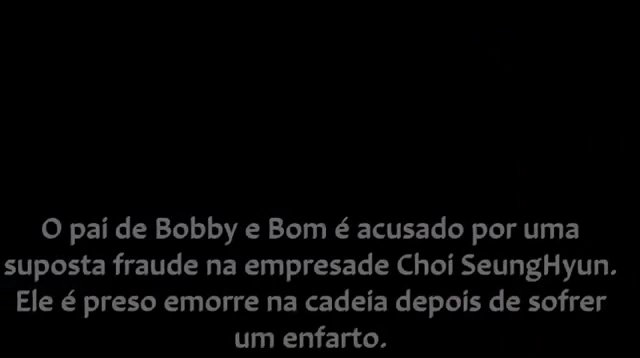 O pai de Bobby e Bom é acusado por uma
suposta fraude na empresade Choi SeungHyun.
Ele é preso emorre na cadeia depois de sofrer
um enfarto.